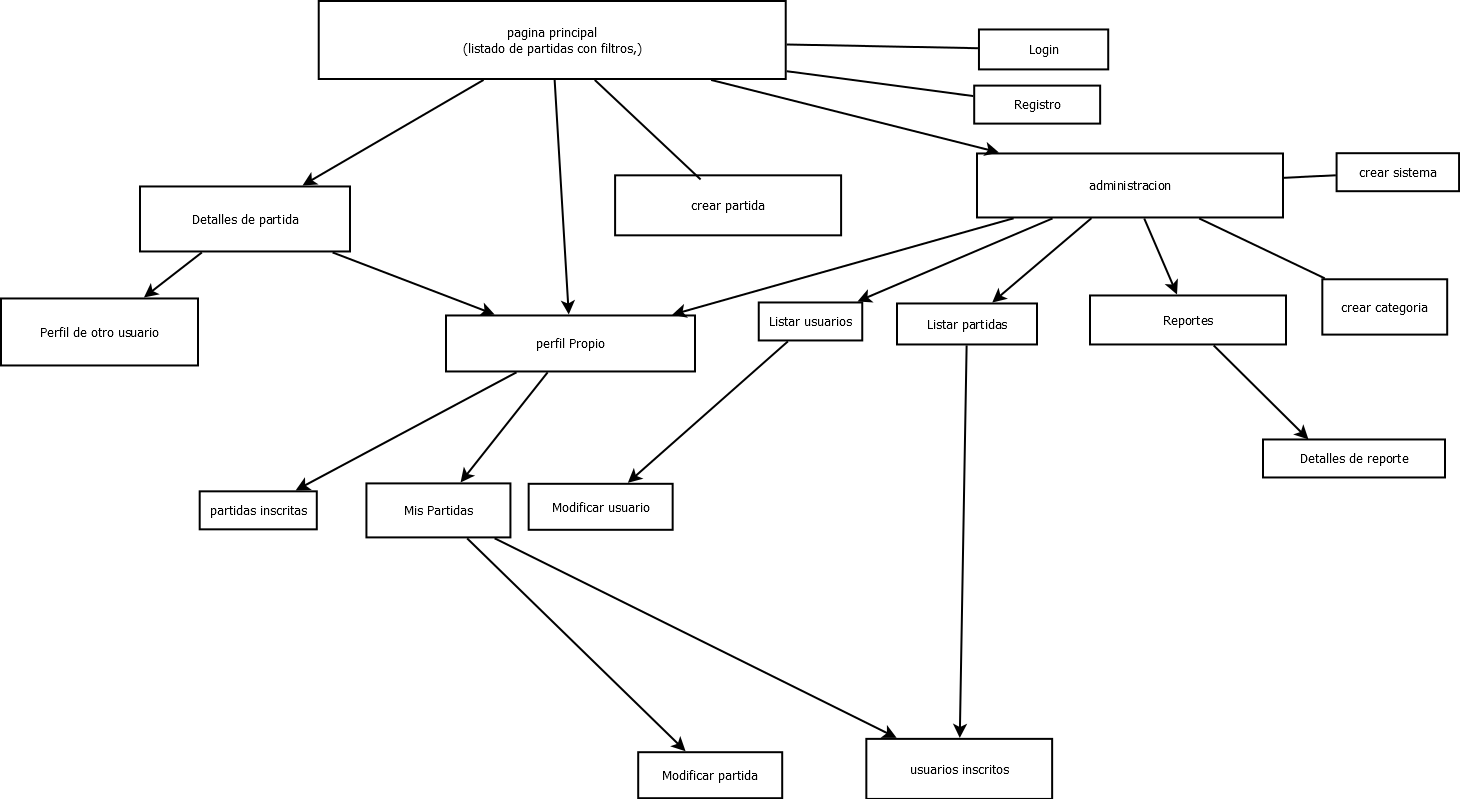 pagina principal
(listado de partidas con filtros,)
Login
Registro
crear sistema
administracion
Detalles de partida
crear partida
crear categoria
Listar usuarios
Listar partidas
Reportes
Perfil de otro usuario
perfil Propio
Detalles de reporte
partidas inscritas
Mis Partidas
Modificar usuario
Modificar partida
usuarios inscritos